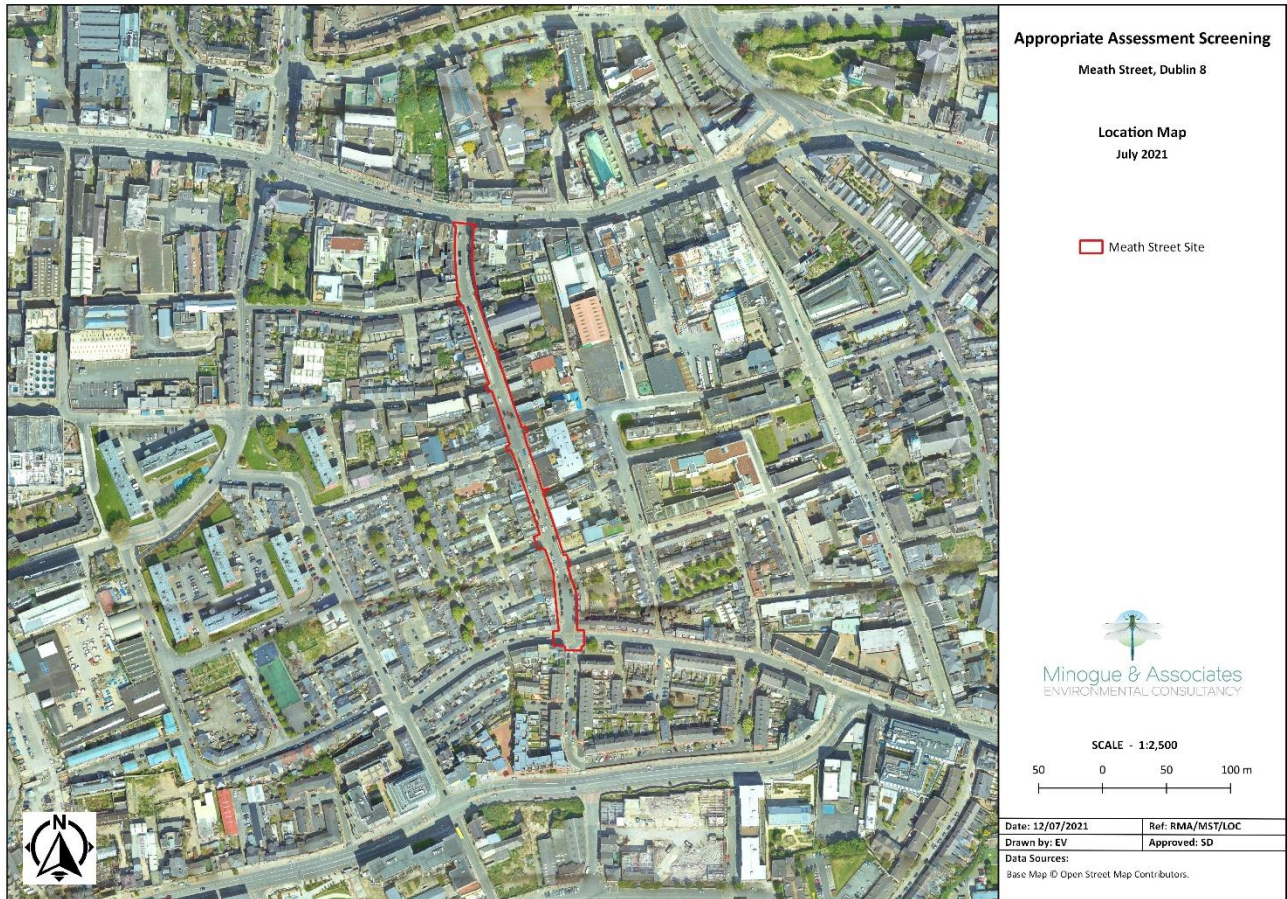 Appropriate Assessment Screening
Meath Street, Dublin 8
Location Map
July 2021
Meath Street Site
N
Minogue & Associates
ENVIRONMENTAL CONSULTANCY
SCALE - 1:2,500
50 0 50 100 m
Date: 12/07/2021 Ref: RMA/MST/LOC
Drawn by: EV Approved: SD
Data Sources:
Base Map © Open Street Map Contributors.